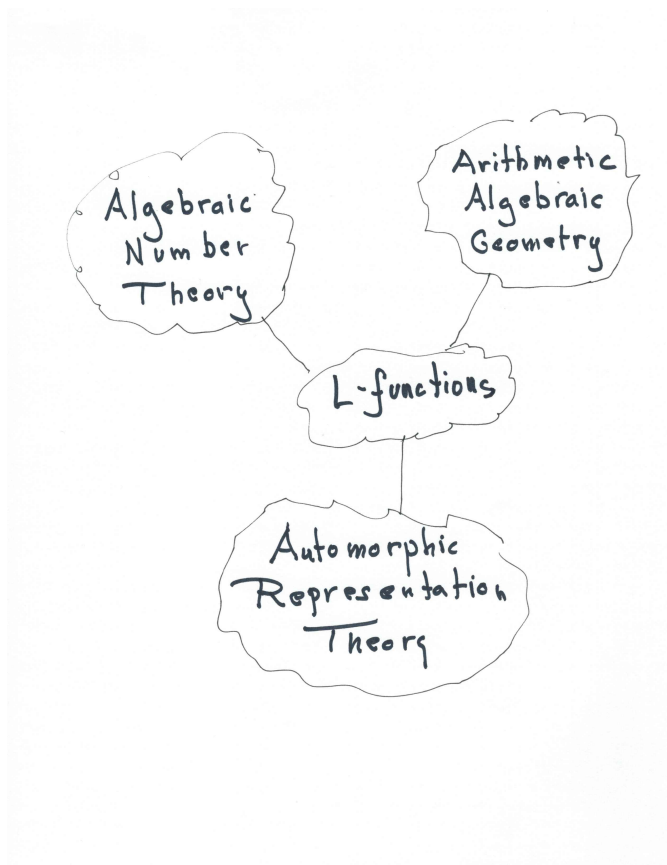 Algebraic
Number
Theory
Arithmetic
Algebraic
Geometry
L-functions
Automorphic
Representation
Theory